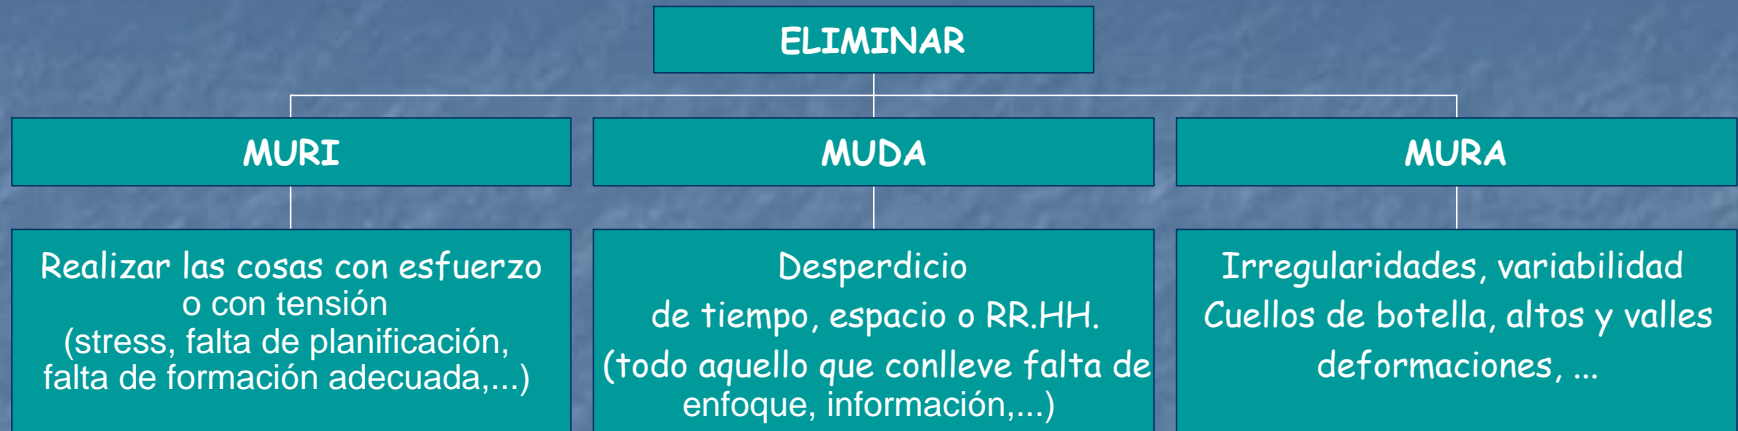 ELIMINAR
MURI
MUDA
MURA
Realizar las cosas con esfuerzo
o con tensión
(stress, falta de planificación,
falta de formación adecuada,...)
Desperdicio
de tiempo, espacio o RR.HH.
(todo aquello que conlleve falta de
enfoque, información,...)
Irregularidades, variabilidad
Cuellos de botella, altos y valles
deformaciones, ...